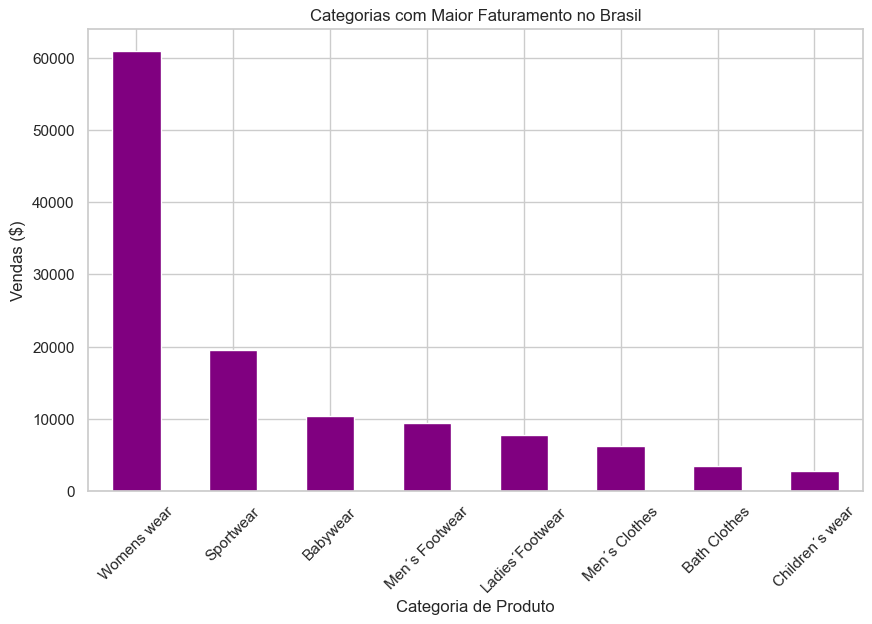 Categorias com Maior Faturamento no Brasil
Vendas ($)
60000
50000
40000
30000
20000
10000
0
Womens wear
Sportwear
Babywear
Men´s Footwear
Ladies´Footwear
Men´s Clothes
Bath Clothes
Children´s wear
Categoria de Produto